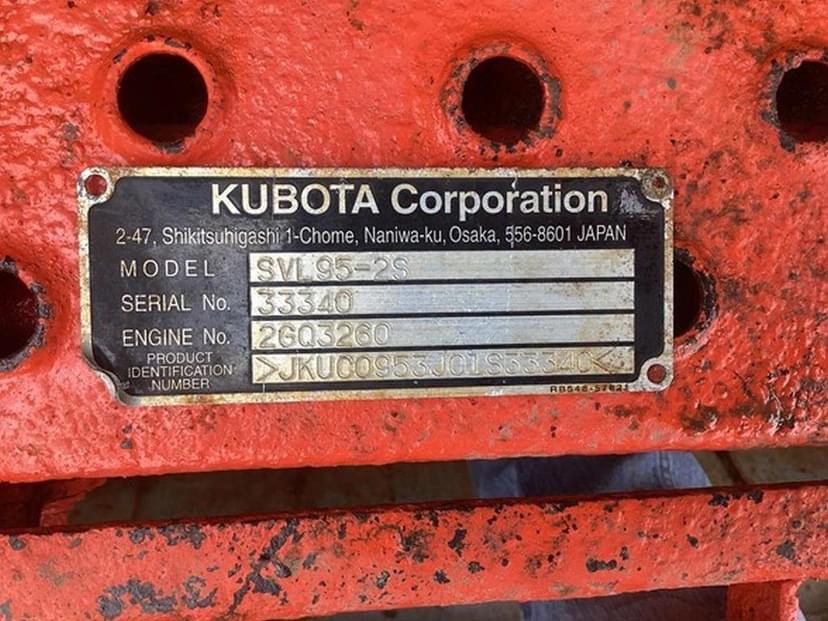 KUBOTA Corporation
2-47, Shikitsuhigashi 1-Chome, Naniwa-ku, Osaka, 556-8601 JAPAN
MODEL SVL95-2S
SERIAL No. 33340
ENGINE No. 2GQ3260
PRODUCT IDENTIFICATION NUMBER >JKUC0953J01S33340<